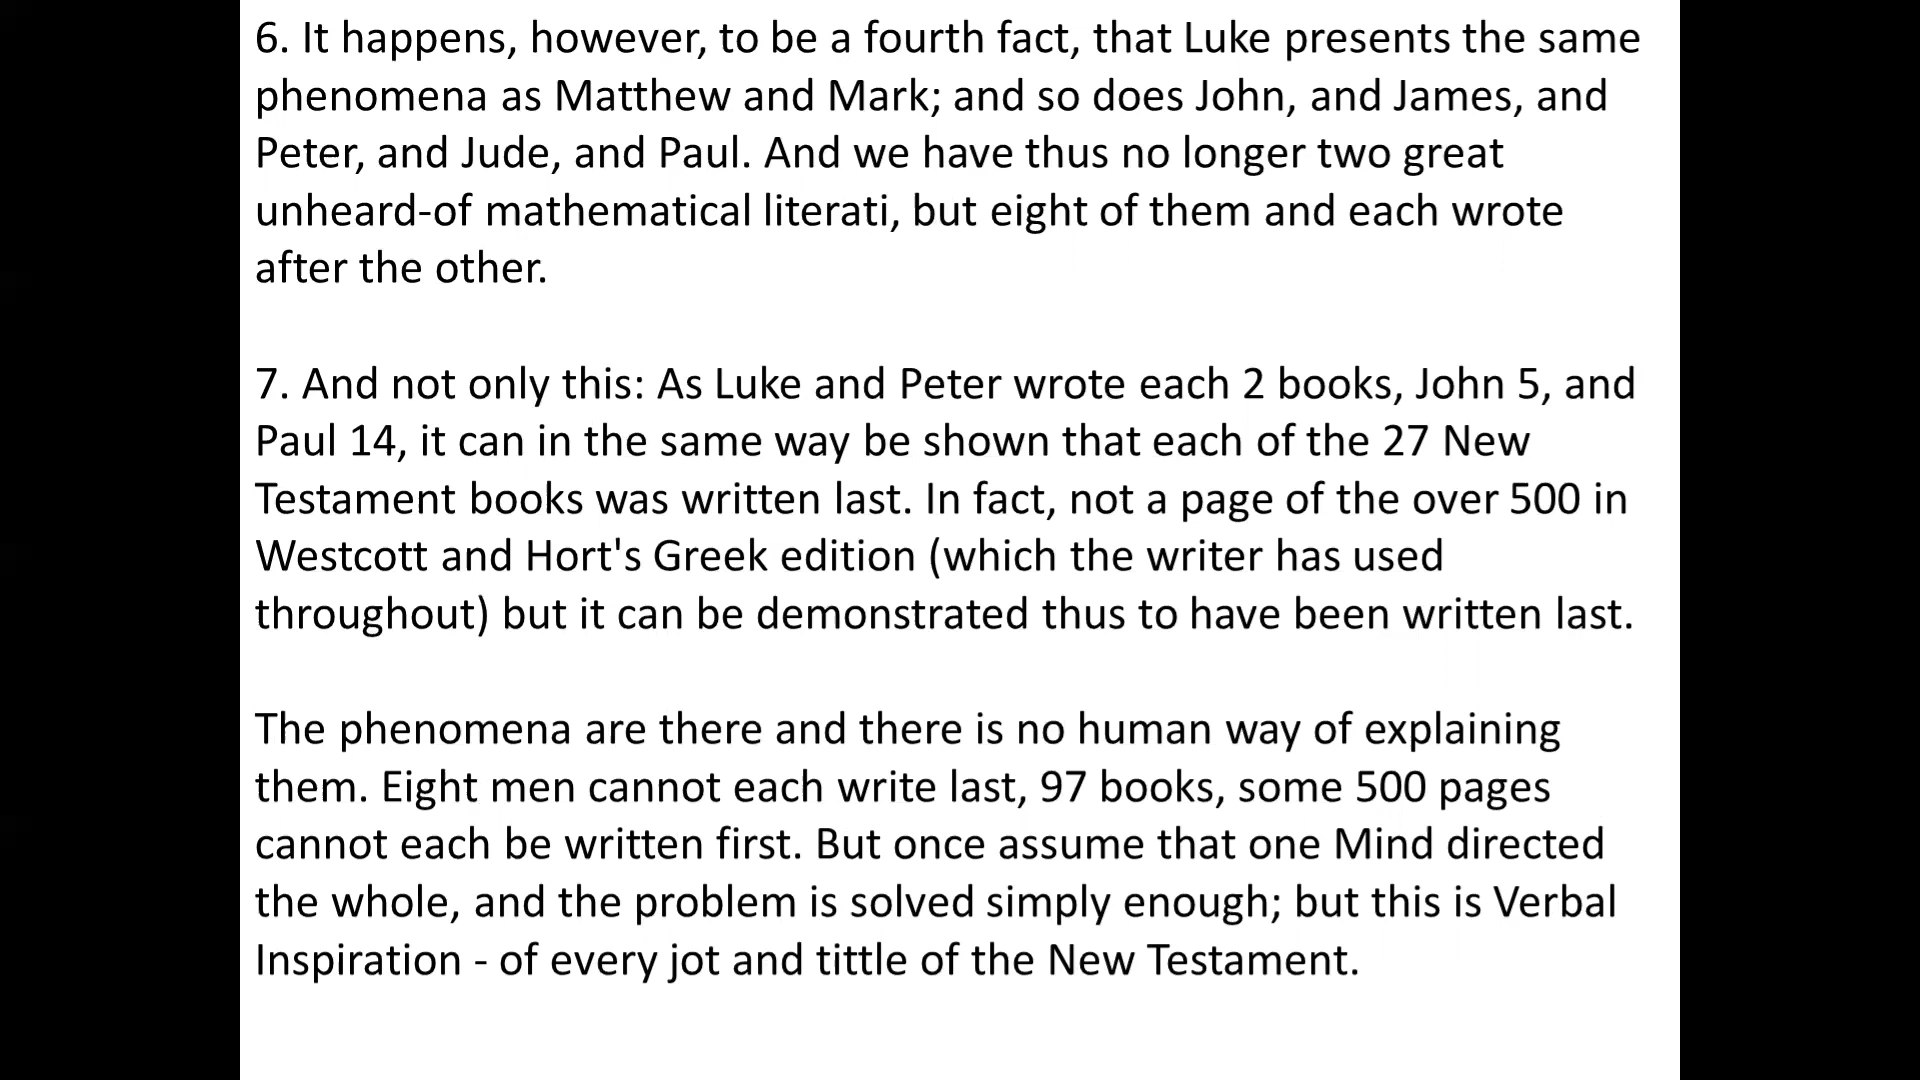 6. It happens, however, to be a fourth fact, that Luke presents the same
phenomena as Matthew and Mark; and so does John, and James, and
Peter, and Jude, and Paul. And we have thus no longer two great
unheard-of mathematical literati, but eight of them and each wrote
after the other.
7. And not only this: As Luke and Peter wrote each 2 books, John 5, and
Paul 14, it can in the same way be shown that each of the 27 New
Testament books was written last. In fact, not a page of the over 500 in
Westcott and Hort's Greek edition (which the writer has used
throughout) but it can be demonstrated thus to have been written last.
The phenomena are there and there is no human way of explaining
them. Eight men cannot each write last, 97 books, some 500 pages
cannot each be written first. But once assume that one Mind directed
the whole, and the problem is solved simply enough; but this is Verbal
Inspiration - of every jot and tittle of the New Testament.